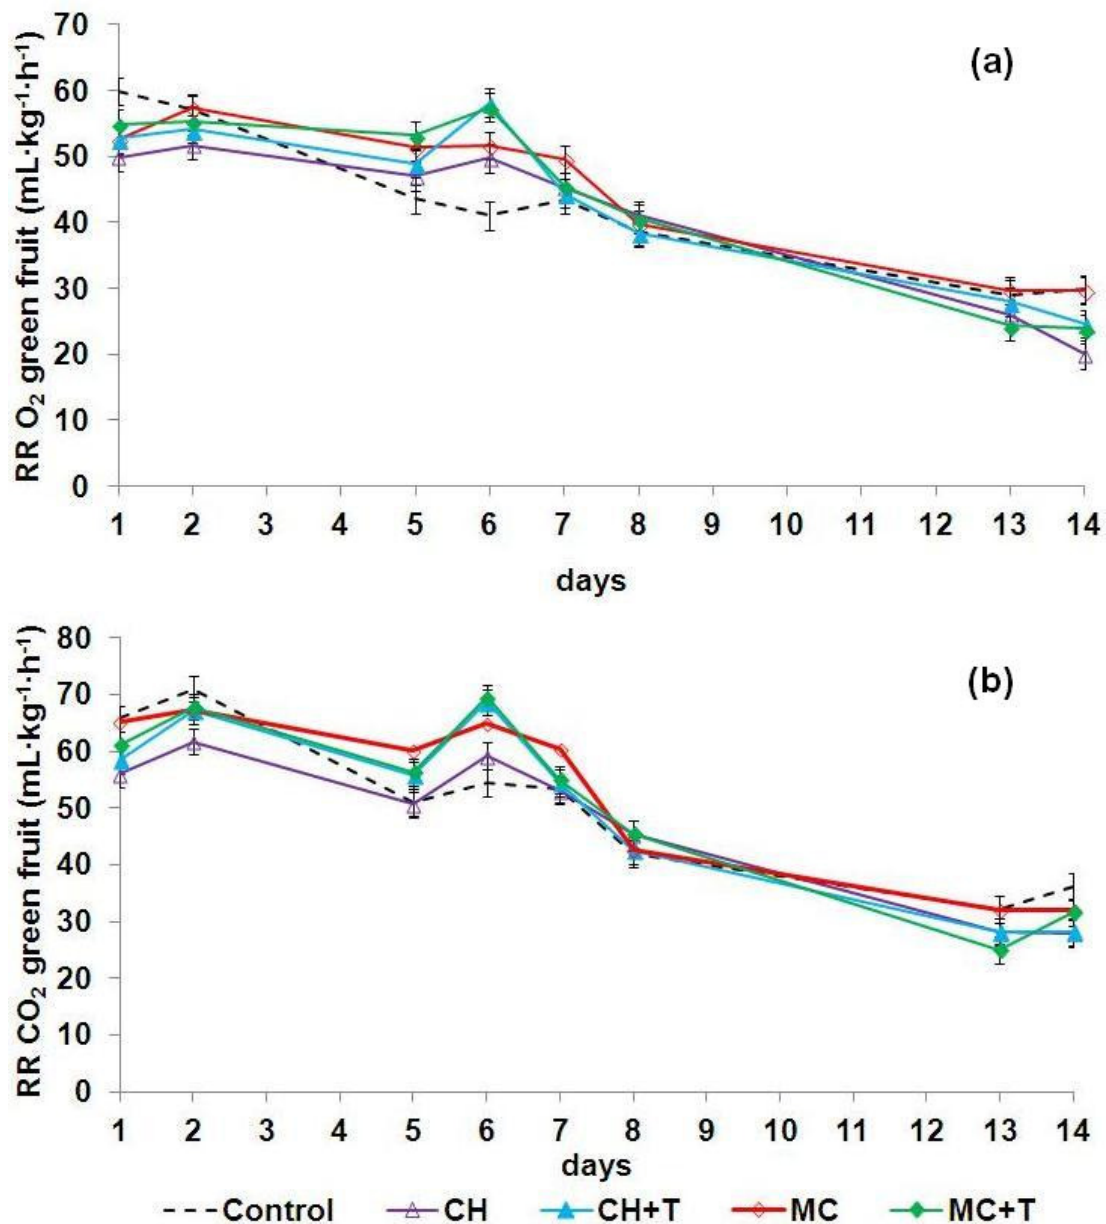 (a)
RR O₂ green fruit (mL·kg⁻¹·h⁻¹)
70
60
50
40
30
20
10
0
1 2 3 4 5 6 7 8 9 10 11 12 13 14
days
(b)
RR CO₂ green fruit (mL·kg⁻¹·h⁻¹)
80
70
60
50
40
30
20
10
0
1 2 3 4 5 6 7 8 9 10 11 12 13 14
days
Control CH CH+T MC MC+T